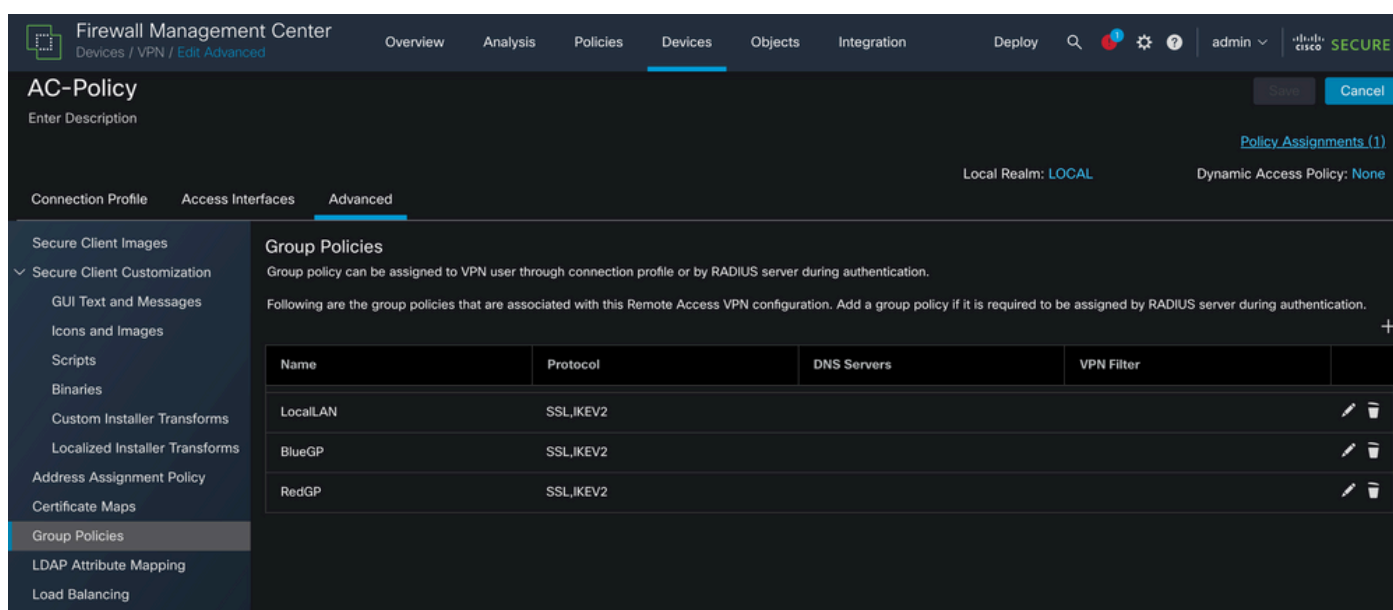 Firewall Management Center
Devices / VPN / Edit Advanced
Overview Analysis Policies Devices Objects Integration Deploy 1 ? admin cisco SECURE
AC-Policy
Save Cancel
Enter Description
Policy Assignments (1)
Local Realm: LOCAL Dynamic Access Policy: None
Connection Profile Access Interfaces Advanced
Secure Client Images
Secure Client Customization
GUI Text and Messages
Icons and Images
Scripts
Binaries
Custom Installer Transforms
Localized Installer Transforms
Address Assignment Policy
Certificate Maps
Group Policies
LDAP Attribute Mapping
Load Balancing
Group Policies
Group policy can be assigned to VPN user through connection profile or by RADIUS server during authentication.
Following are the group policies that are associated with this Remote Access VPN configuration. Add a group policy if it is required to be assigned by RADIUS server during authentication.
+
Name Protocol DNS Servers VPN Filter
LocalLAN SSL,IKEV2
BlueGP SSL,IKEV2
RedGP SSL,IKEV2